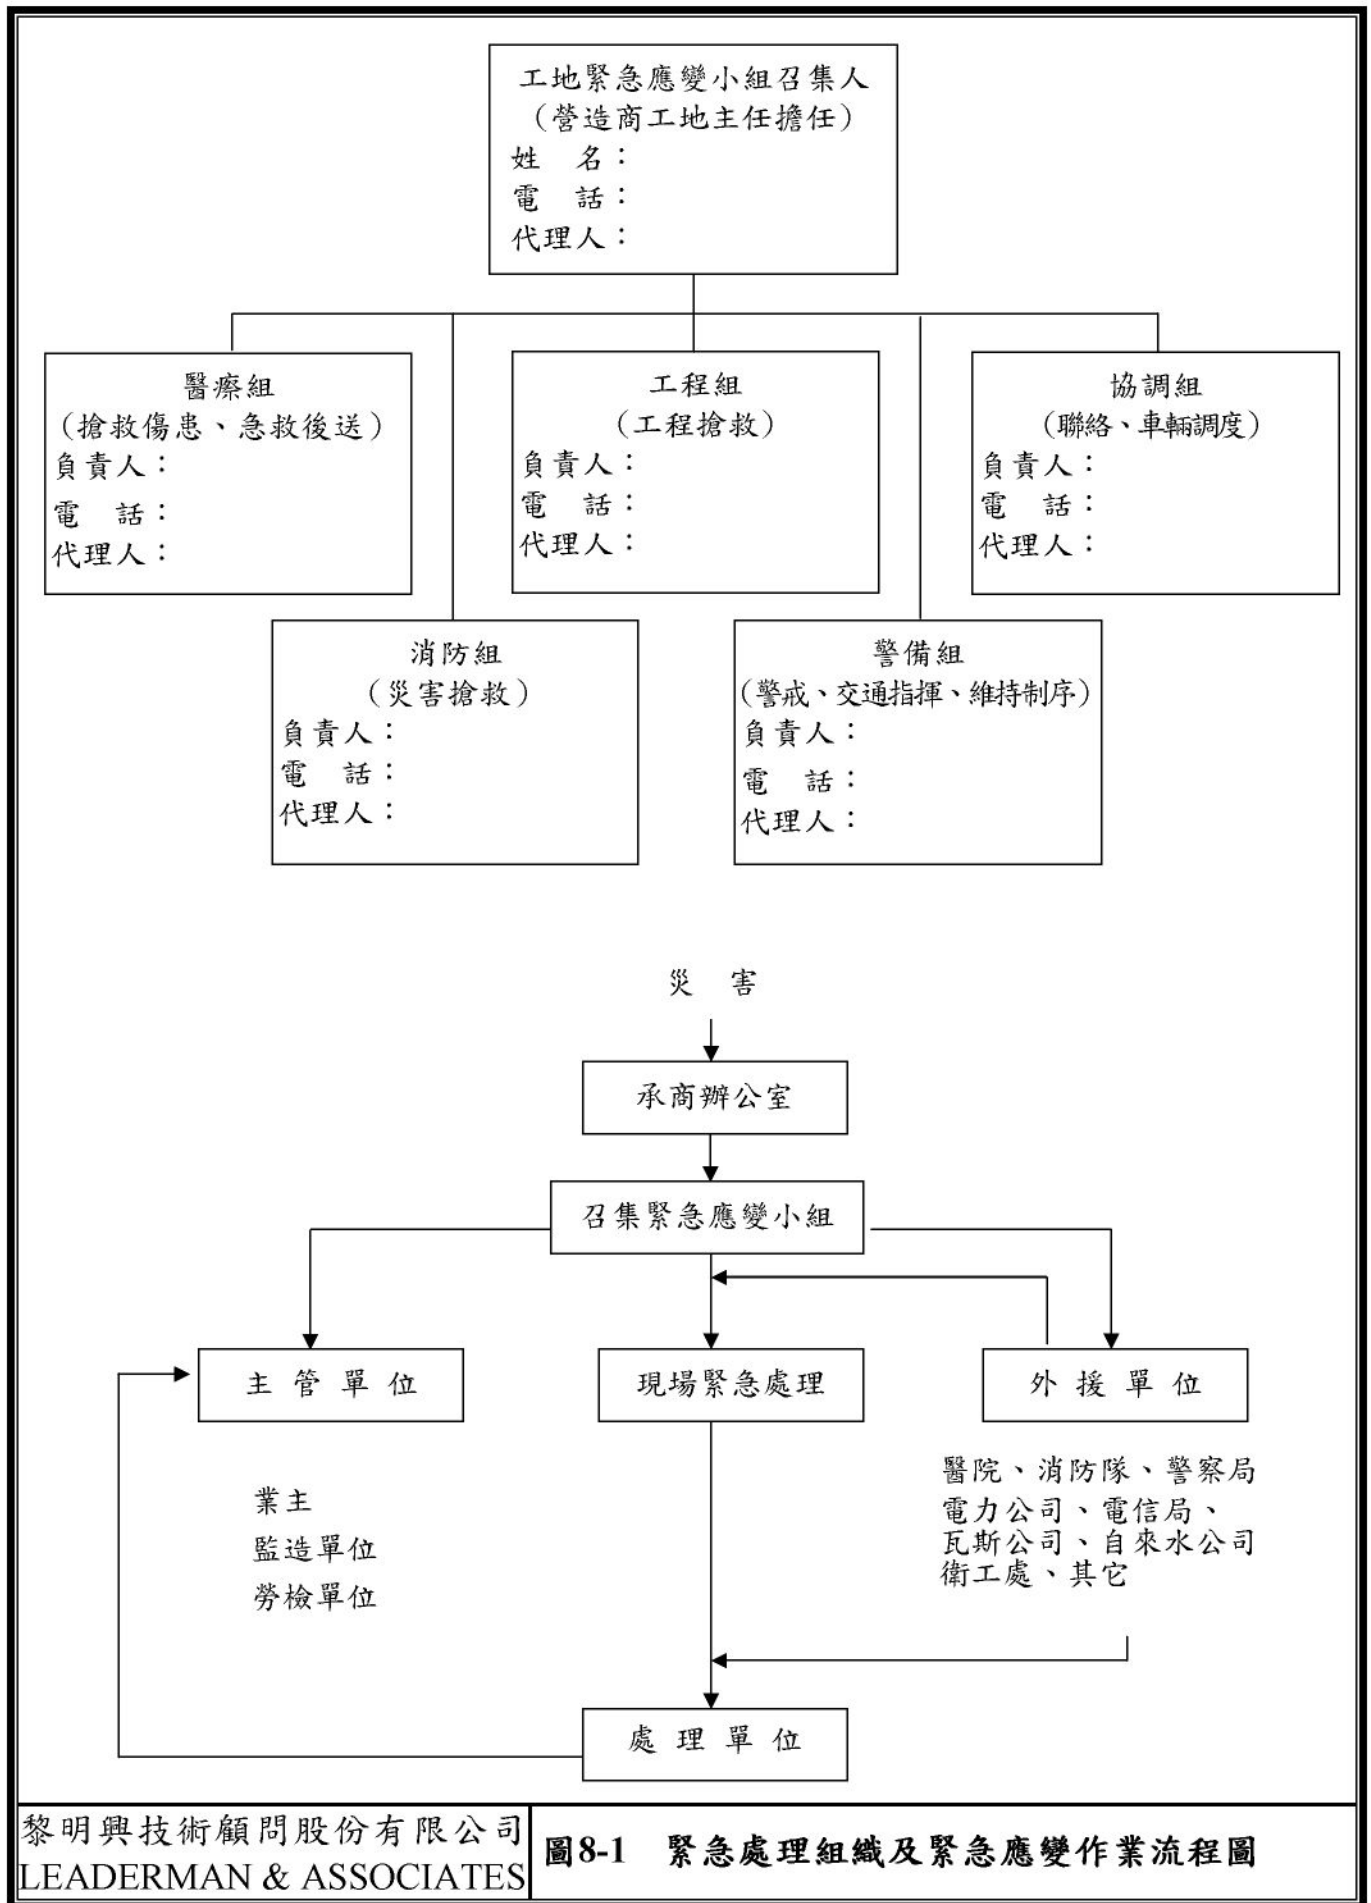 工地緊急應變小組召集人
（營造商工地主任擔任）
姓　名：
電　話：
代理人：
醫療組
（搶救傷患、急救後送）
負責人：
電　話：
代理人：
工程組
（工程搶救）
負責人：
電　話：
代理人：
協調組
（聯絡、車輛調度）
負責人：
電　話：
代理人：
消防組
（災害搶救）
負責人：
電　話：
代理人：
警備組
（警戒、交通指揮、維持制序）
負責人：
電　話：
代理人：
災　害
承商辦公室
召集緊急應變小組
主管單位
現場緊急處理
外援單位
業主
監造單位
勞檢單位
醫院、消防隊、警察局
電力公司、電信局、
瓦斯公司、自來水公司
衛工處、其它
處理單位
黎明興技術顧問股份有限公司
LEADERMAN & ASSOCIATES
圖8-1　緊急處理組織及緊急應變作業流程圖